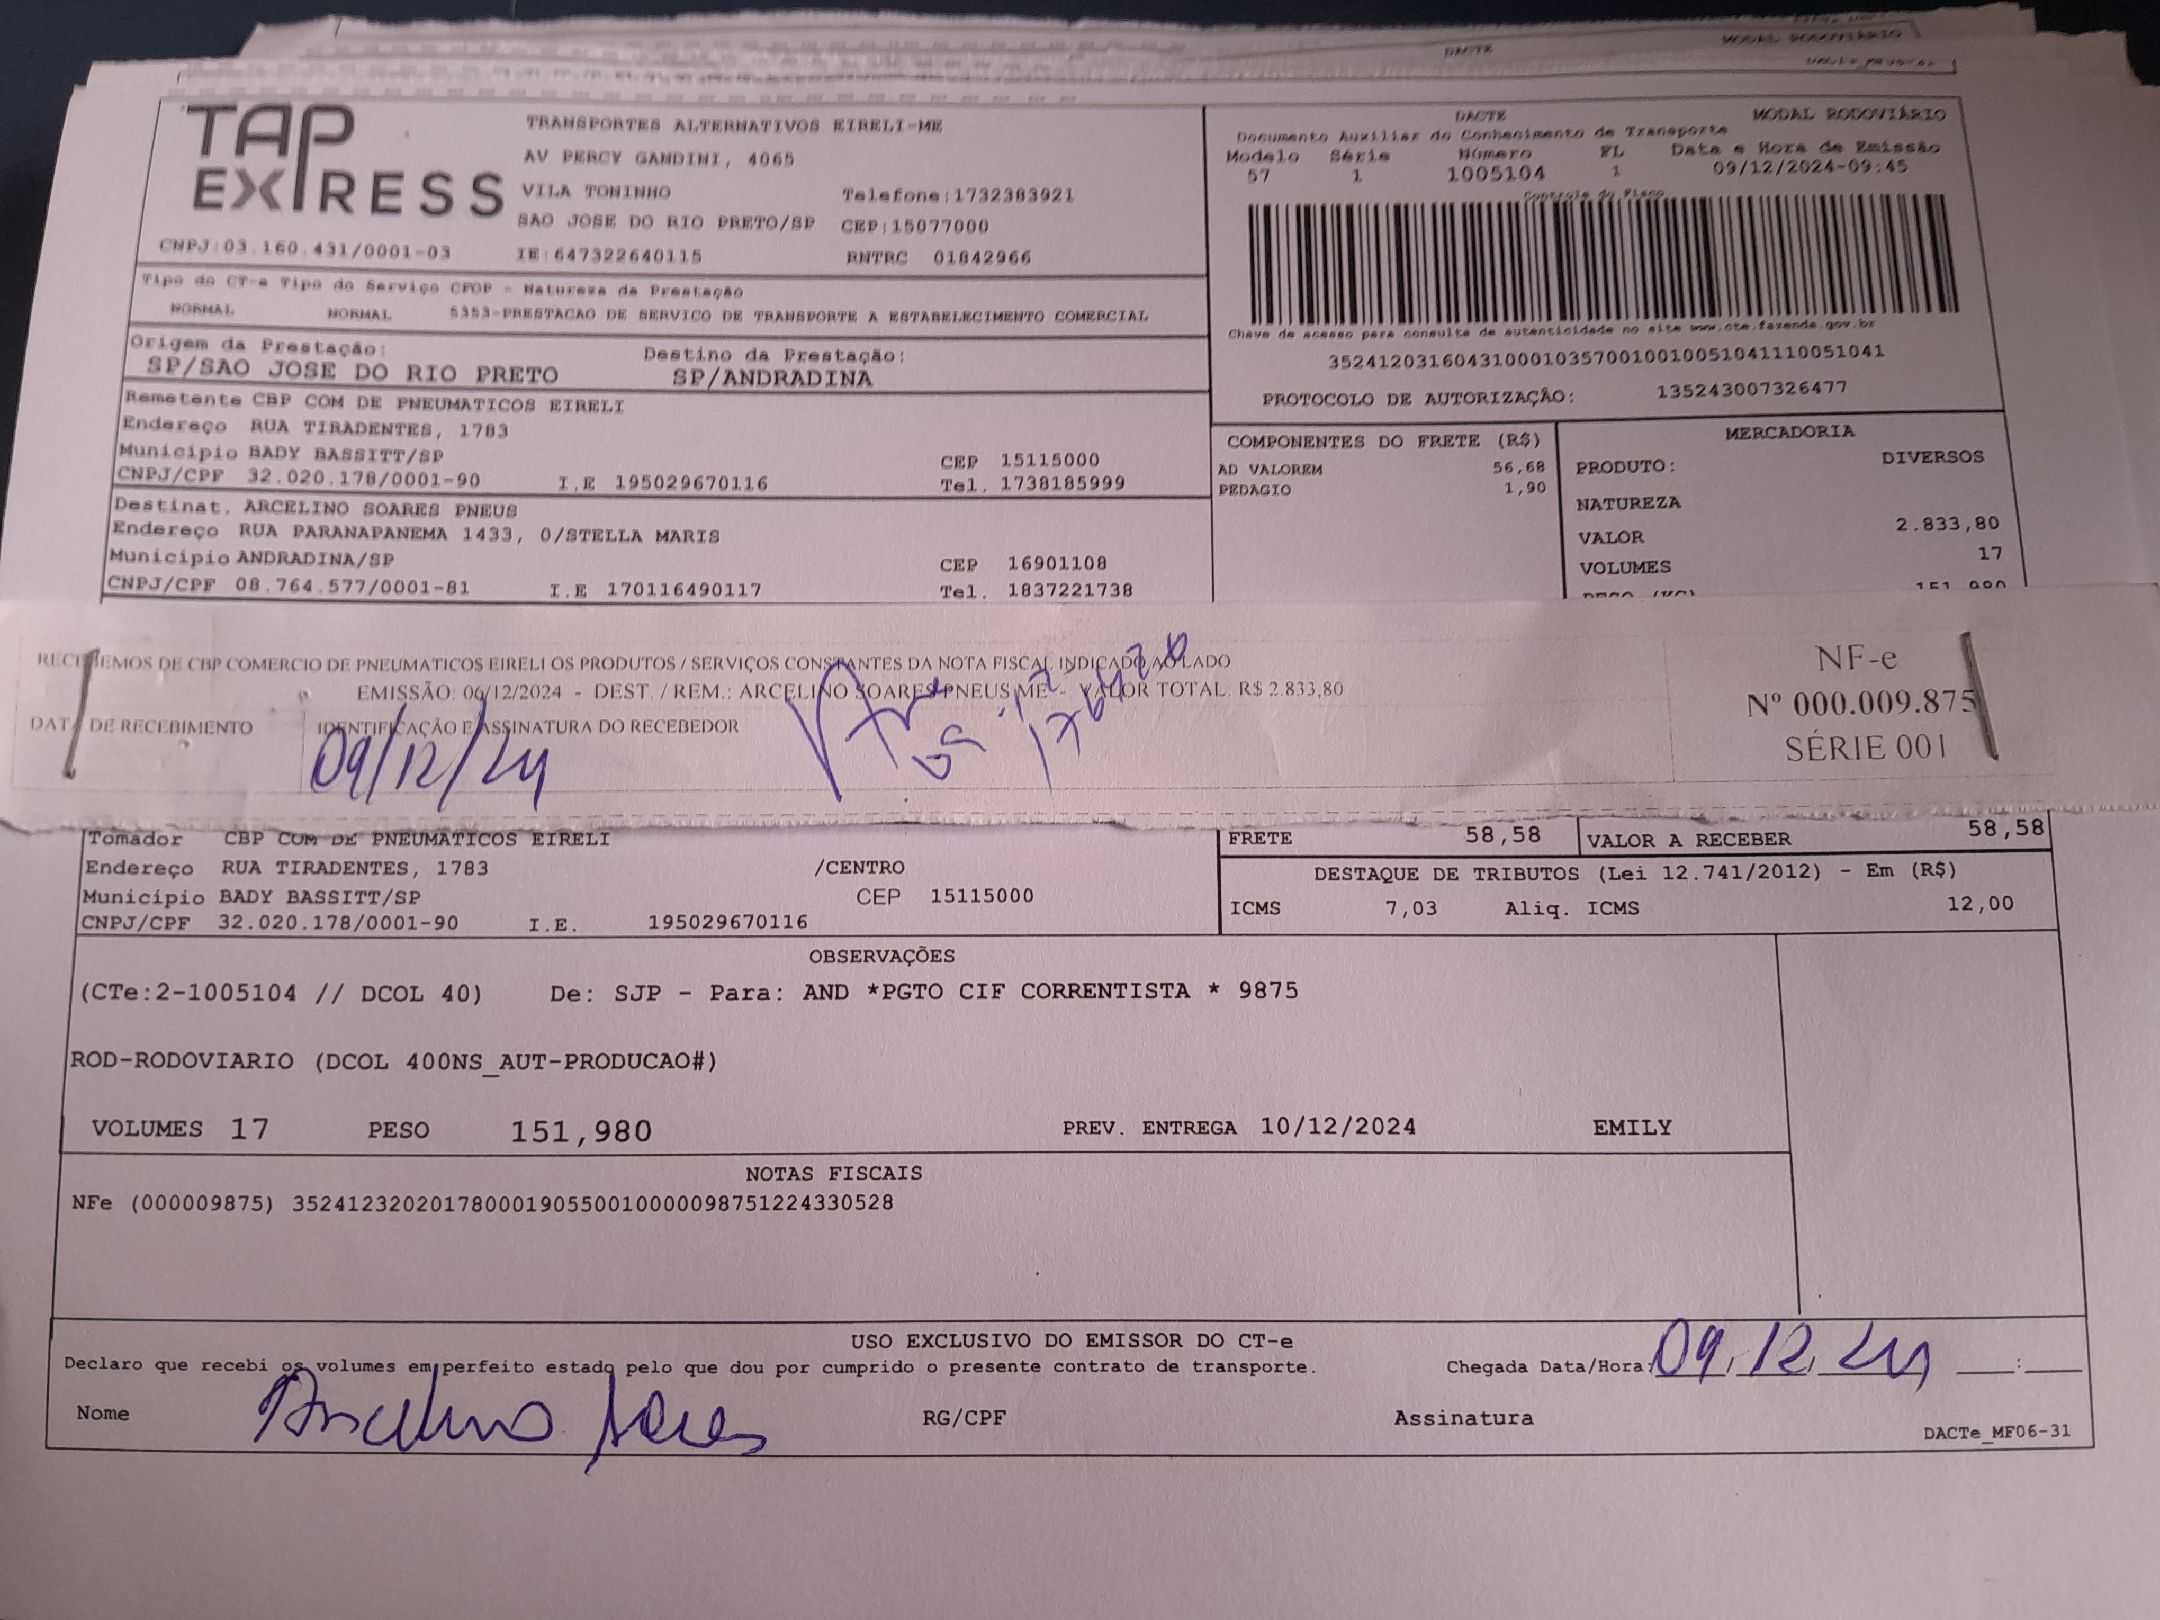 DACTE
MODAL RODOVIÁRIO
TAP EXPRESS
TRANSPORTES ALTERNATIVOS EIRELI-ME
AV PERCY GANDINI, 4065
VILA TONINHO Telefone:1732383921
SAO JOSE DO RIO PRETO/SP CEP:15077000
CNPJ:03.160.431/0001-03 IE:647322640115 RNTRC 01842966
DACTE MODAL RODOVIÁRIO
Documento Auxiliar do Conhecimento de Transporte
Modelo Série Número FL Data e Hora de Emissão
57 1 1005104 1 09/12/2024-09:45
Controle do Fisco
Chave de acesso para consulta de autenticidade no site www.cte.fazenda.gov.br
35241203160431000103570010010051041110051041
PROTOCOLO DE AUTORIZAÇÃO: 135243007326477
Tipo do CT-e Tipo do Serviço CFOP - Natureza da Prestação
NORMAL NORMAL 5353-PRESTACAO DE SERVICO DE TRANSPORTE A ESTABELECIMENTO COMERCIAL
Origem da Prestação: Destino da Prestação:
SP/SAO JOSE DO RIO PRETO SP/ANDRADINA
Remetente CBP COM DE PNEUMATICOS EIRELI
Endereço RUA TIRADENTES, 1783
Município BADY BASSITT/SP CEP 15115000
CNPJ/CPF 32.020.178/0001-90 I.E 195029670116 Tel. 1738185999
Destinat. ARCELINO SOARES PNEUS
Endereço RUA PARANAPANEMA 1433, 0/STELLA MARIS
Município ANDRADINA/SP CEP 16901108
CNPJ/CPF 08.764.577/0001-81 I.E 170116490117 Tel. 1837221738
COMPONENTES DO FRETE (R$)
AD VALOREM 56,68
PEDAGIO 1,90
MERCADORIA
PRODUTO: DIVERSOS
NATUREZA
VALOR 2.833,80
VOLUMES 17
PESO (KG) 151,980
RECEBEMOS DE CBP COMERCIO DE PNEUMATICOS EIRELI OS PRODUTOS / SERVIÇOS CONSTANTES DA NOTA FISCAL INDICADO AO LADO
EMISSÃO: 06/12/2024 - DEST. / REM.: ARCELINO SOARES PNEUS ME - VALOR TOTAL: R$ 2.833,80
DATA DE RECEBIMENTO IDENTIFICAÇÃO E ASSINATURA DO RECEBEDOR
09/12/24
NF-e
Nº 000.009.875
SÉRIE 001
Tomador CBP COM DE PNEUMATICOS EIRELI
Endereço RUA TIRADENTES, 1783 /CENTRO
Município BADY BASSITT/SP CEP 15115000
CNPJ/CPF 32.020.178/0001-90 I.E. 195029670116
FRETE 58,58 VALOR A RECEBER 58,58
DESTAQUE DE TRIBUTOS (Lei 12.741/2012) - Em (R$)
ICMS 7,03 Aliq. ICMS 12,00
OBSERVAÇÕES
(CTe:2-1005104 // DCOL 40) De: SJP - Para: AND *PGTO CIF CORRENTISTA * 9875
ROD-RODOVIARIO (DCOL 400NS_AUT-PRODUCAO#)
VOLUMES 17 PESO 151,980 PREV. ENTREGA 10/12/2024 EMILY
NOTAS FISCAIS
NFe (000009875) 35241232020178000190550010000098751224330528
USO EXCLUSIVO DO EMISSOR DO CT-e
Declaro que recebi os volumes em perfeito estado pelo que dou por cumprido o presente contrato de transporte. Chegada Data/Hora: 09/12/24 :
Nome Arcelino Soares RG/CPF Assinatura
DACTe_MF06-31